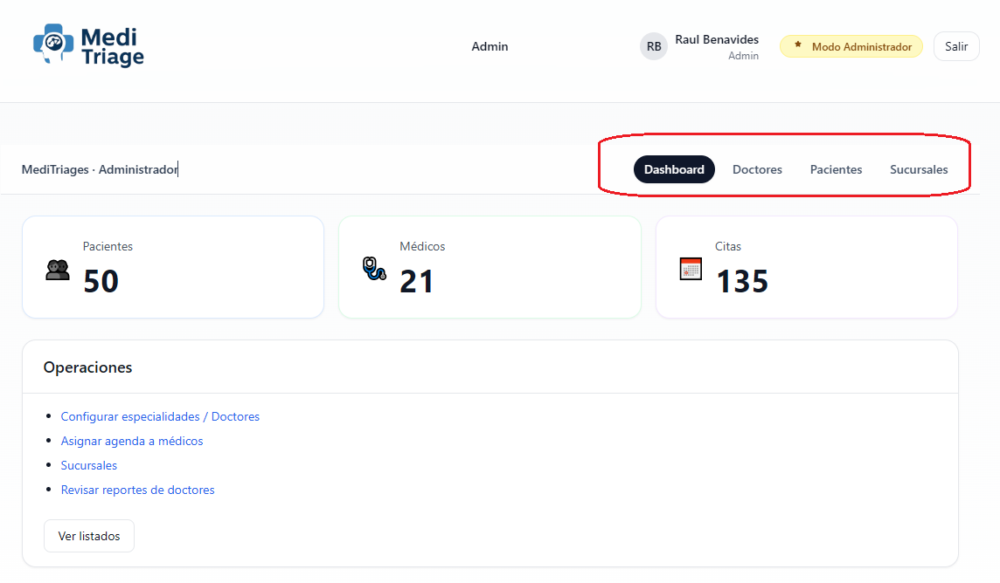 Medi
Triage
Admin
RB
Raul Benavides
Admin
Modo Administrador
Salir
MediTriages · Administrador
Dashboard
Doctores
Pacientes
Sucursales
Pacientes
50
Médicos
21
Citas
135
Operaciones
Configurar especialidades / Doctores
Asignar agenda a médicos
Sucursales
Revisar reportes de doctores
Ver listados